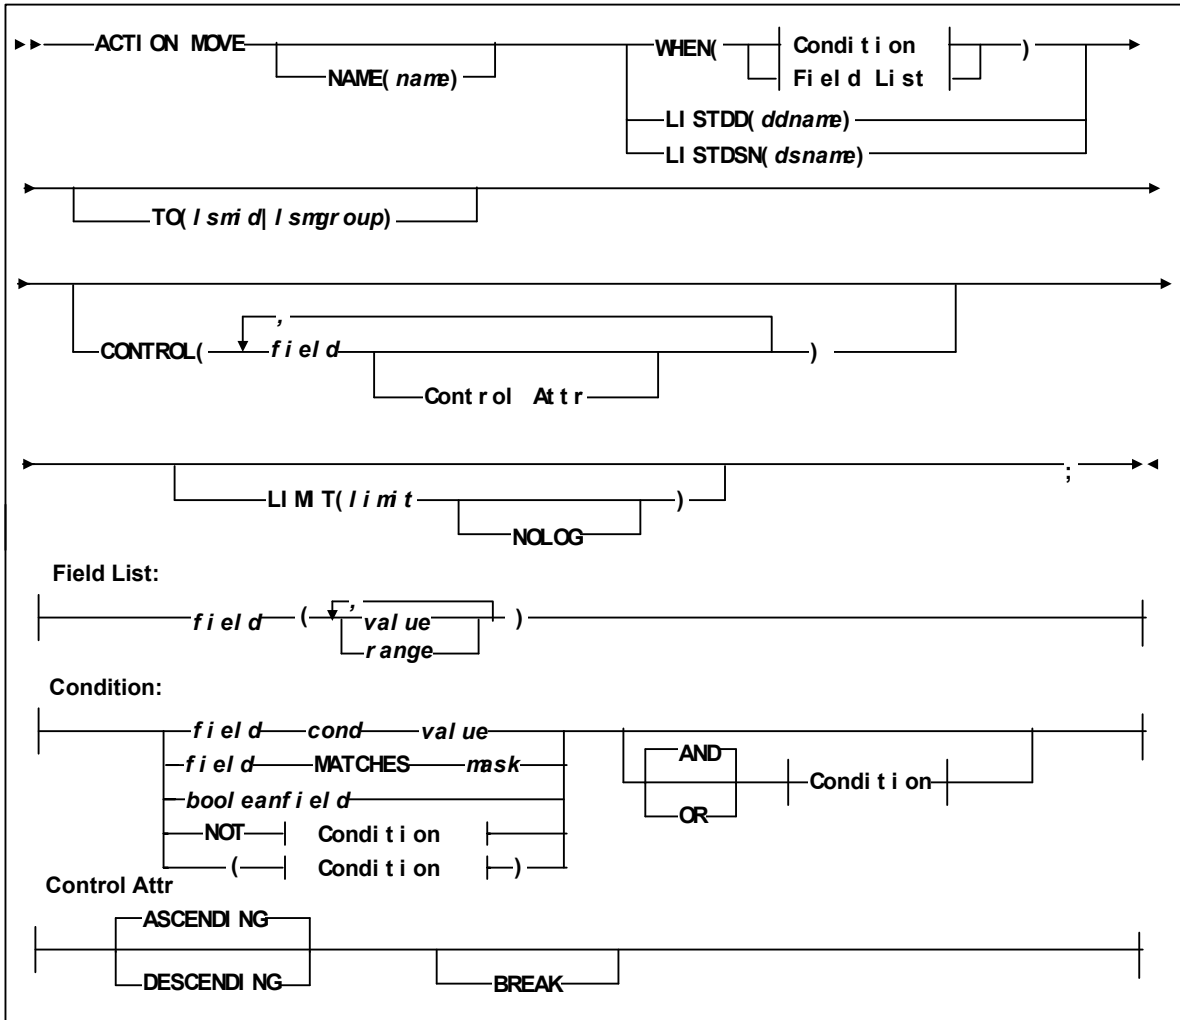 ACTION MOVE WHEN( Condition )
NAME(name) Field List
LISTDD(ddname)
LISTDSN(dsname)
TO(lsmid|lsmgroup)
,
CONTROL( field )
Control Attr
;
LIMIT(limit )
NOLOG
Field List:
,
field ( value )
range
Condition:
field cond value
AND
field MATCHES mask
booleanfield Condition
OR
NOT Condition
( Condition )
Control Attr
ASCENDING
DESCENDING BREAK